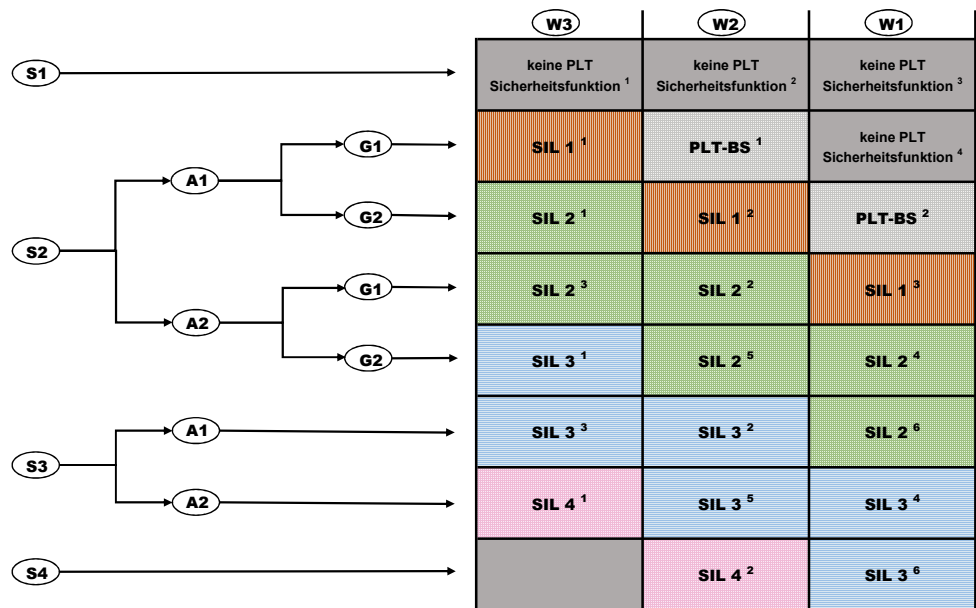 W3 W2 W1
S1
keine PLT
Sicherheitsfunktion 1
keine PLT
Sicherheitsfunktion 2
keine PLT
Sicherheitsfunktion 3
G1 SIL 1 1 PLT-BS 1
keine PLT
Sicherheitsfunktion 4
A1
G2 SIL 2 1 SIL 1 2 PLT-BS 2
S2
G1 SIL 2 3 SIL 2 2 SIL 1 3
A2
G2 SIL 3 1 SIL 2 5 SIL 2 4
A1 SIL 3 3 SIL 3 2 SIL 2 6
S3
A2 SIL 4 1 SIL 3 5 SIL 3 4
S4 SIL 4 2 SIL 3 6